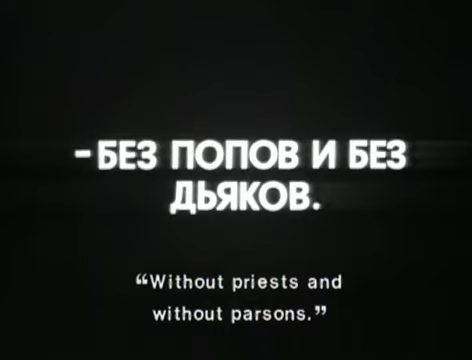 -БЕЗ ПОПОВ И БЕЗ
ДЬЯКОВ.
“Without priests and
without parsons.”